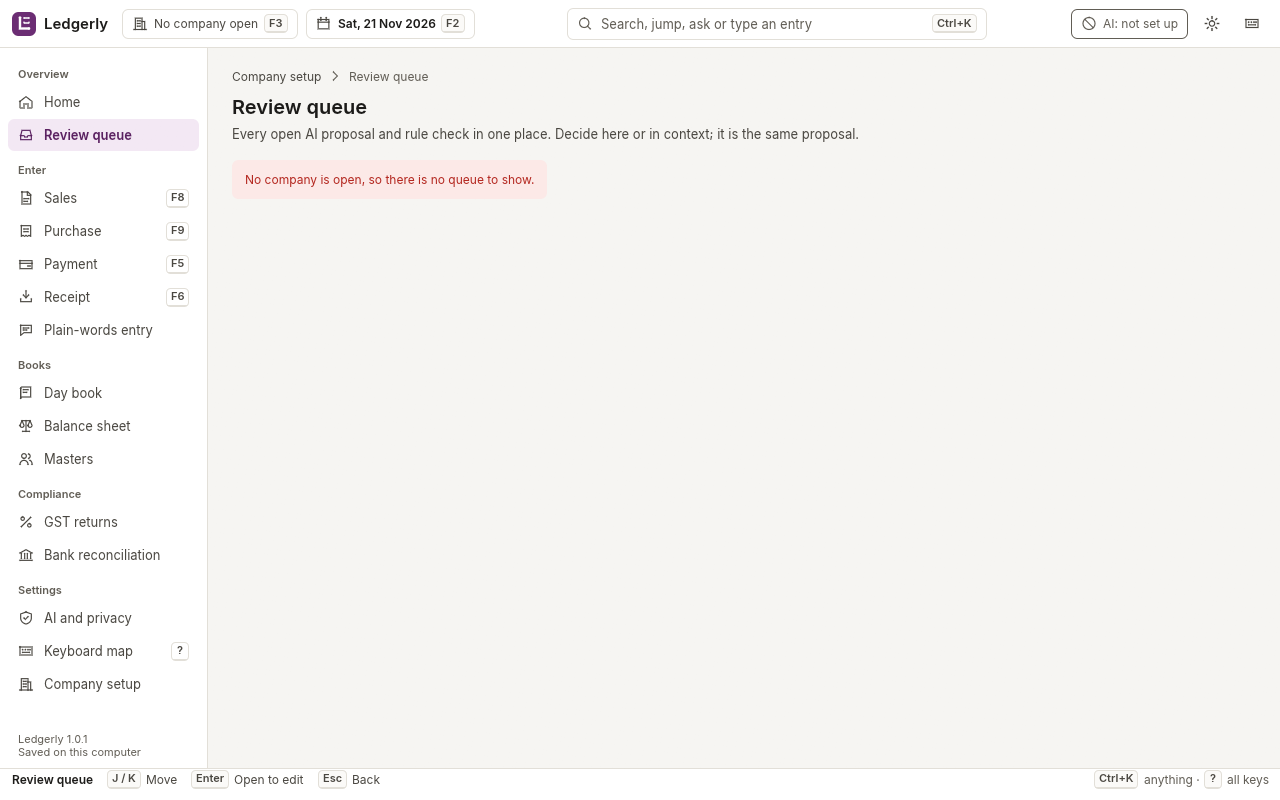 Ledgerly
No company open F3
Sat, 21 Nov 2026 F2
Search, jump, ask or type an entry Ctrl+K
AI: not set up
Overview
Home
Review queue
Enter
Sales F8
Purchase F9
Payment F5
Receipt F6
Plain-words entry
Books
Day book
Balance sheet
Masters
Compliance
GST returns
Bank reconciliation
Settings
AI and privacy
Keyboard map ?
Company setup
Ledgerly 1.0.1
Saved on this computer
Company setup Review queue
Review queue
Every open AI proposal and rule check in one place. Decide here or in context; it is the same proposal.
No company is open, so there is no queue to show.
Review queue J / K Move Enter Open to edit Esc Back
Ctrl+K anything · ? all keys